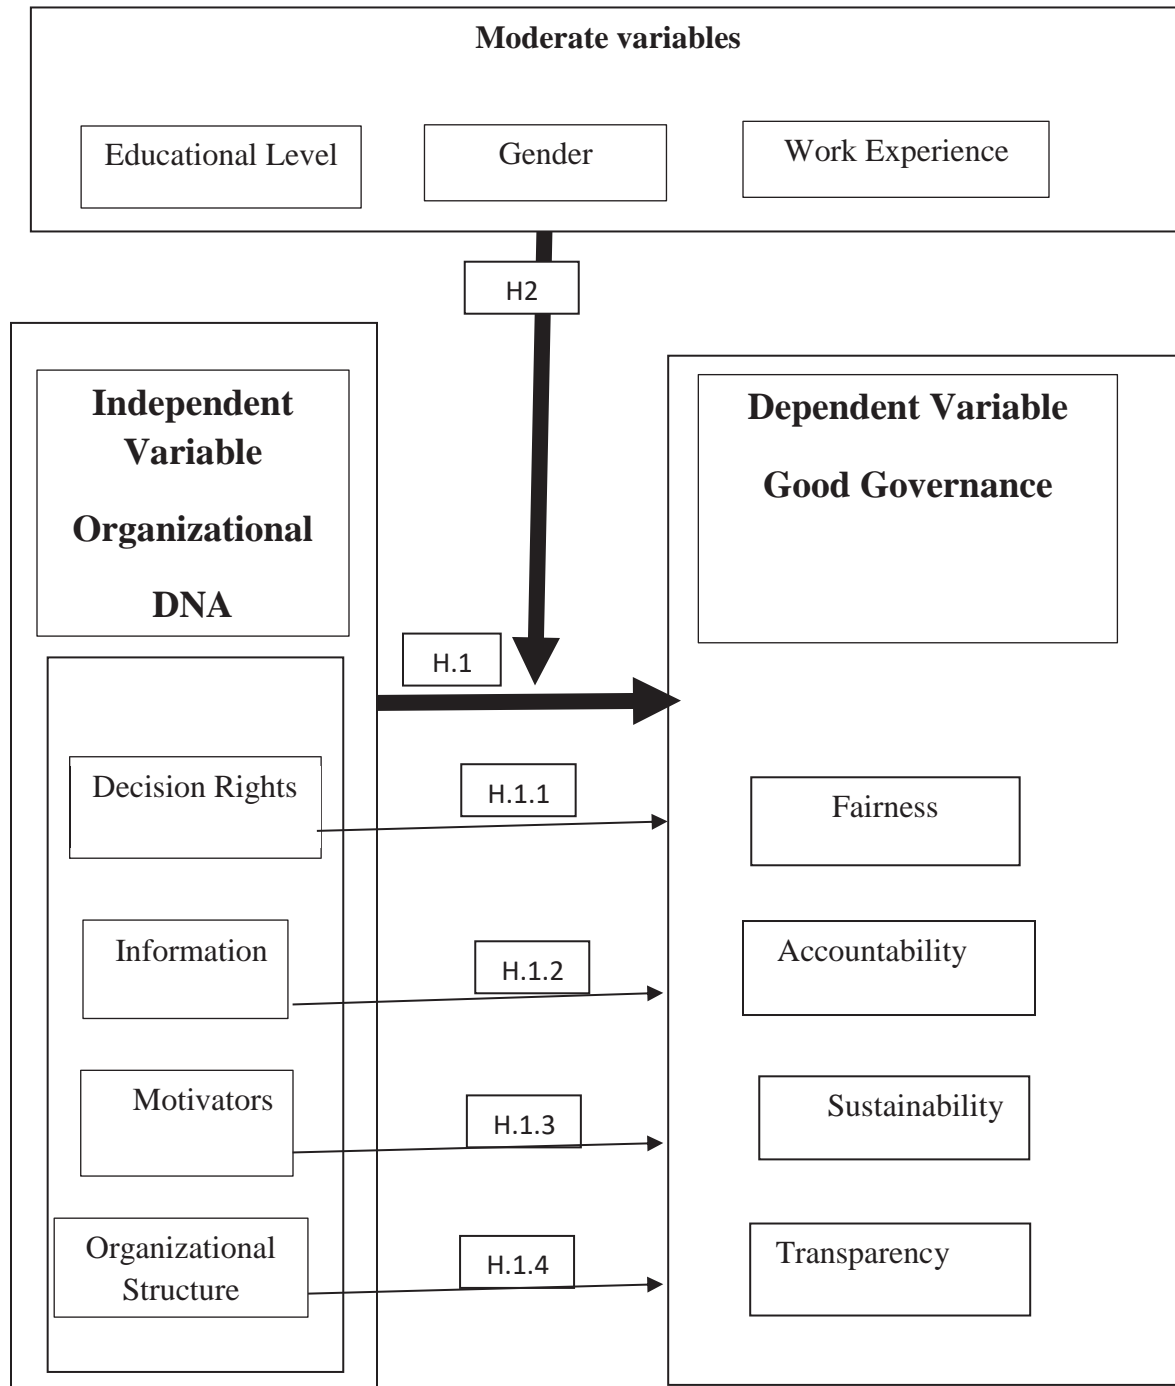 Moderate variables
Educational Level
Gender
Work Experience
H2
Independent
Variable
Organizational
DNA
Dependent Variable
Good Governance
H.1
Decision Rights
H.1.1
Fairness
Information
H.1.2
Accountability
Motivators
H.1.3
Sustainability
Organizational
Structure
H.1.4
Transparency